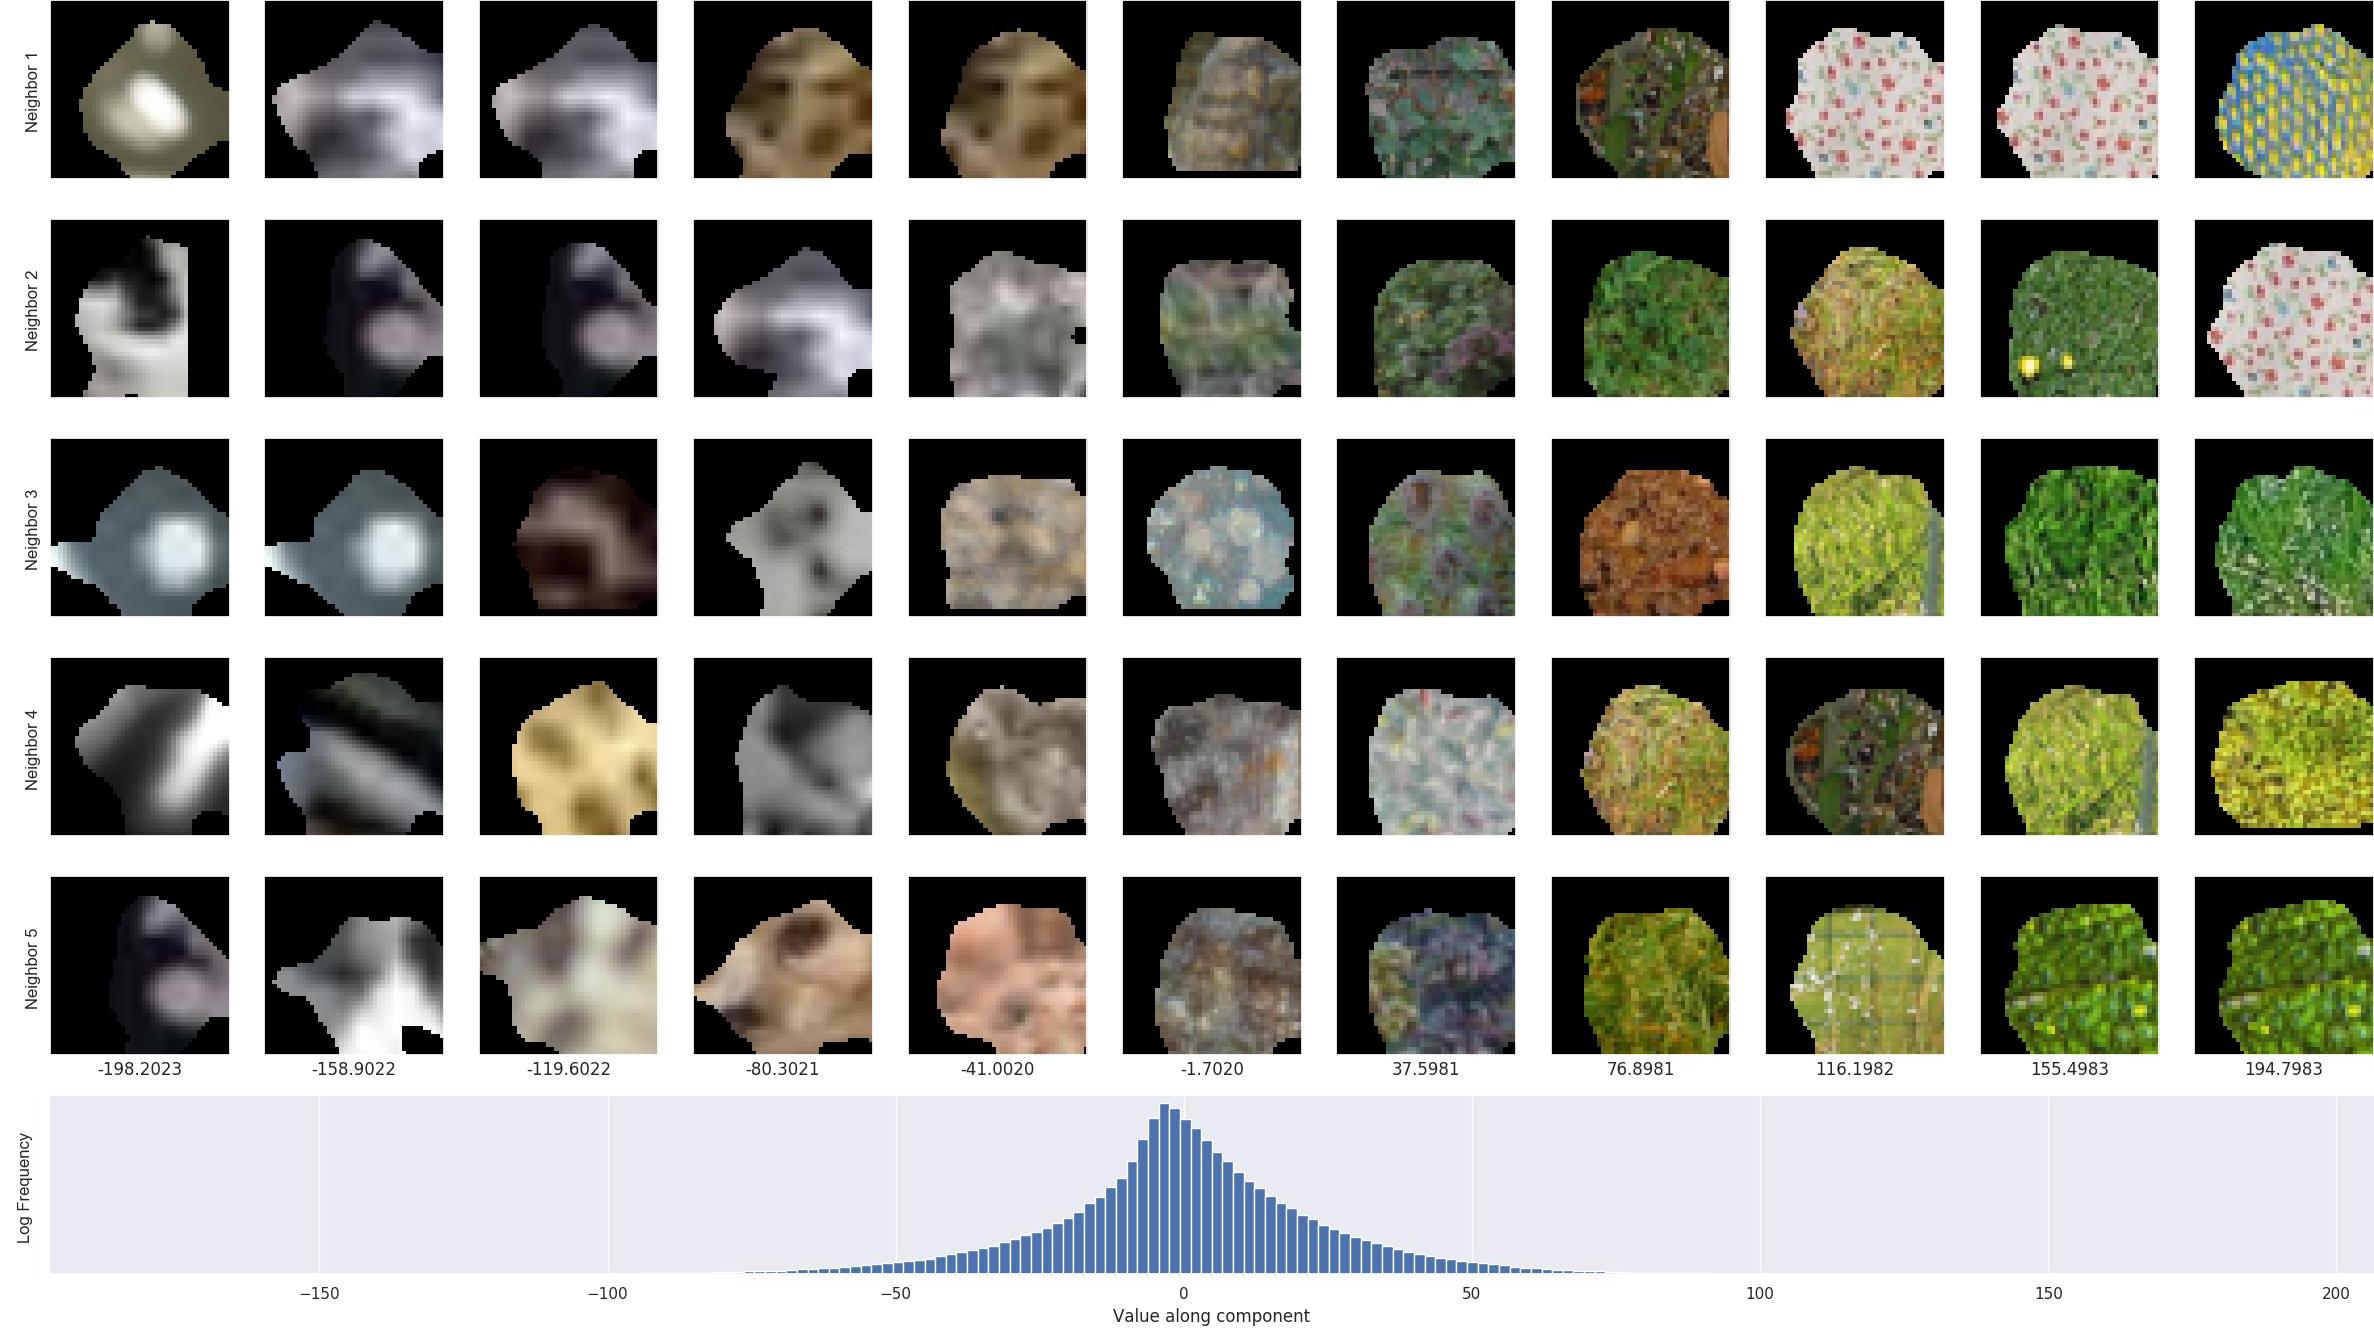 Neighbor 1
Neighbor 2
Neighbor 3
Neighbor 4
Neighbor 5
-198.2023 -158.9022 -119.6022 -80.3021 -41.0020 -1.7020 37.5981 76.8981 116.1982 155.4983 194.7983
Log Frequency
−150 −100 −50 0 50 100 150 200
Value along component